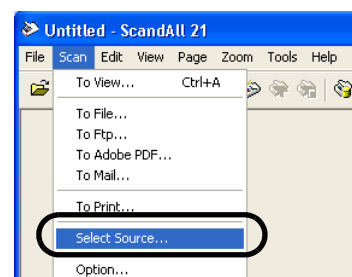 Untitled - ScandAll 21
File Scan Edit View Page Zoom Tools Help
To View... Ctrl+A
To File...
To Ftp...
To Adobe PDF...
To Mail...
To Print...
Select Source...
Option...